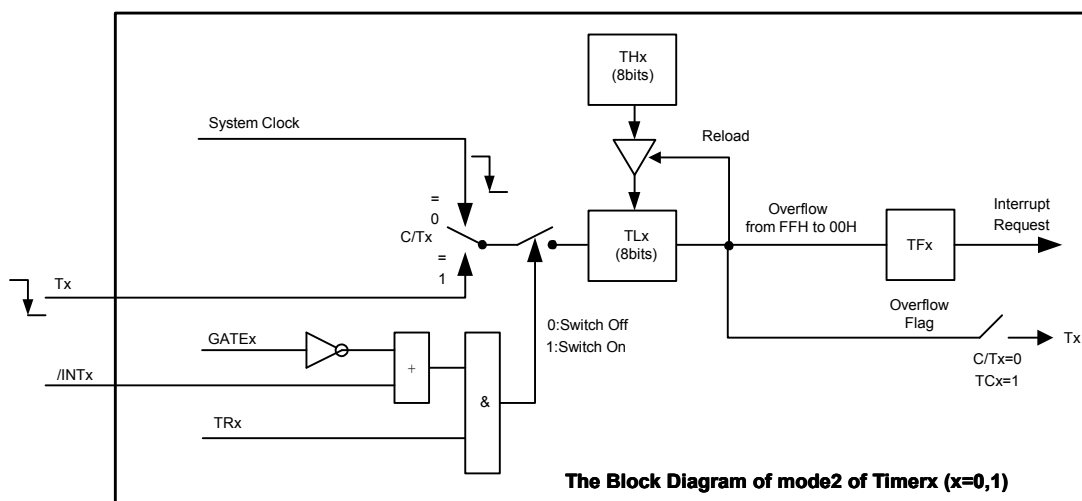 THx
(8bits)
System Clock
Reload
=
0
C/Tx
=
1
TLx
(8bits)
Overflow
from FFH to 00H
TFx
Interrupt
Request
Tx
0:Switch Off
1:Switch On
Overflow
Flag
Tx
C/Tx=0
TCx=1
GATEx
+
/INTx
&
TRx
The Block Diagram of mode2 of Timerx (x=0,1)